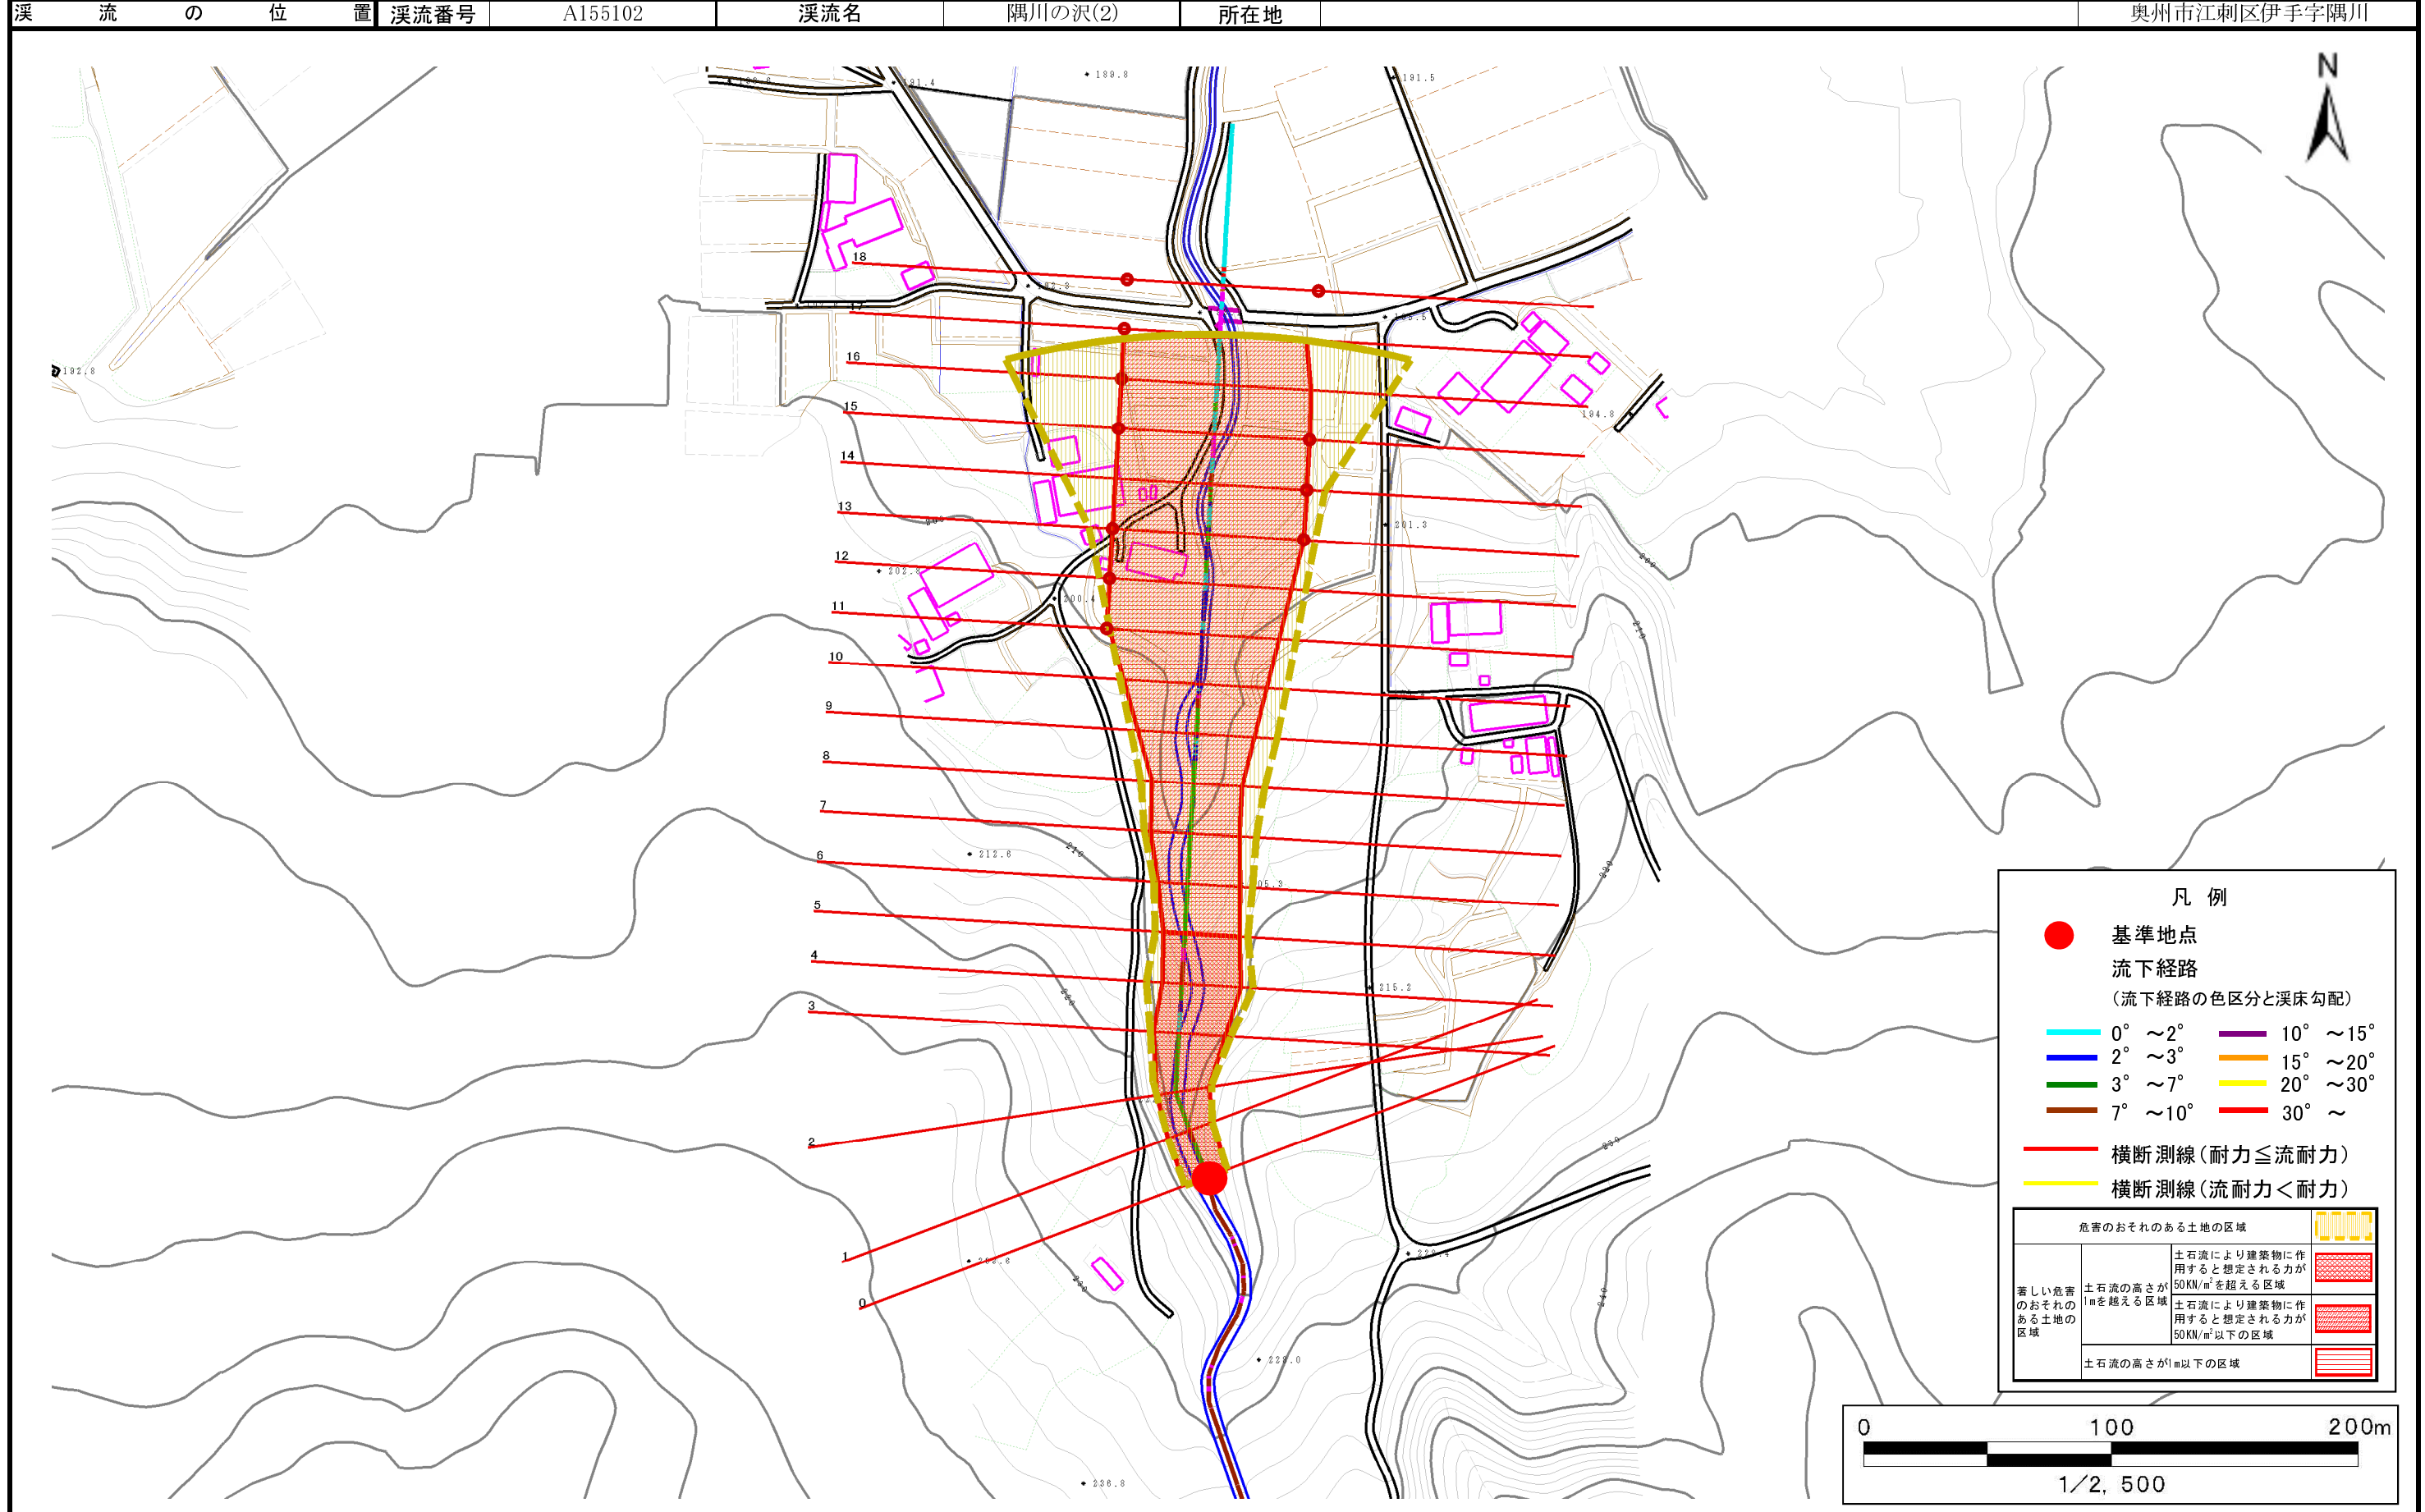 渓流の位置 渓流番号 A155102 渓流名 隅川の沢(2) 所在地 奥州市江刺区伊手字隅川
N
189.8
191.4
191.5
18
192.3
17
16
192.8
15
194.8
14
13
201.3
12
200.4
11
10
9
8
7
6
212.6
210
5
4
215.2
3
2
1
0
200
210
220
230
240
228.0
236.8
凡 例
基準地点
流下経路
(流下経路の色区分と渓床勾配)
0° ～2° 10° ～15°
2° ～3° 15° ～20°
3° ～7° 20° ～30°
7° ～10° 30° ～
横断測線(耐力≦流耐力)
横断測線(流耐力＜耐力)
危害のおそれのある土地の区域
著しい危害
のおそれの
ある土地の
区域
土石流の高さが
1mを越える区域
土石流により建築物に作
用すると想定される力が
50KN/m²を超える区域
土石流により建築物に作
用すると想定される力が
50KN/m²以下の区域
土石流の高さが1m以下の区域
0 100 200m
1/2, 500